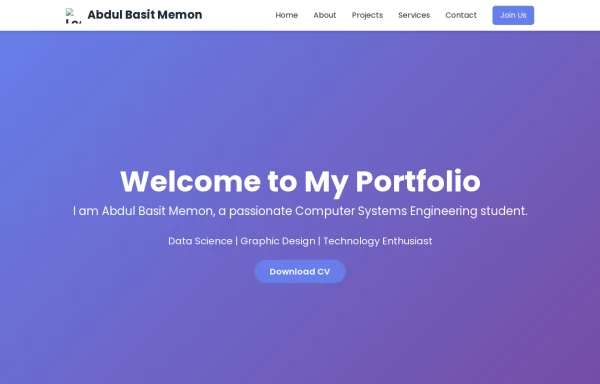 Abdul Basit Memon
Home
About
Projects
Services
Contact
Join Us
Welcome to My Portfolio
I am Abdul Basit Memon, a passionate Computer Systems Engineering student.
Data Science | Graphic Design | Technology Enthusiast
Download CV